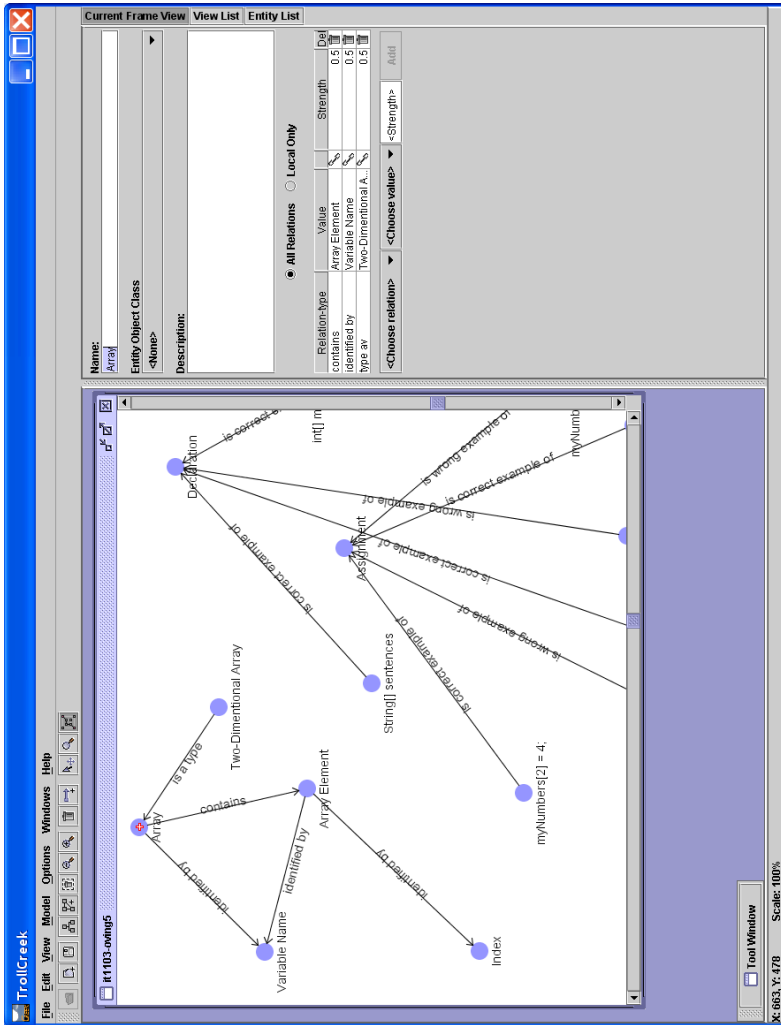 TrollCreek
File Edit View Model Options Windows Help
it1103-oving5
Array
is a type
Two-Dimentional Array
contains
identified by
identified by
Variable Name
Array Element
identified by
Index
Declaration
is correct example of
String[] sentences
is correct e
int[] m
is wrong example of
is correct example of
Assignment
is wrong example of
is correct example of
is wrong example of
is correct example of
myNumbers[2] = 4;
myNumb
Tool Window
X: 663, Y: 478 Scale: 100%
Current Frame View View List Entity List
Name:
Array
Entity Object Class
<None>
Description:
All Relations Local Only
Relation-type Value Strength Del
contains Array Element 0.5
identified by Variable Name 0.5
type av Two-Dimentional A... 0.5
<Choose relation> <Choose value> <Strength> Add